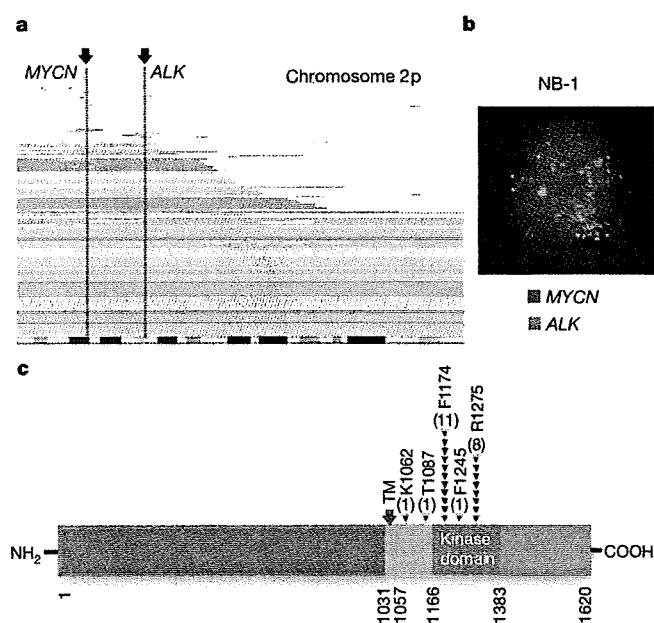 a
MYCN
ALK
Chromosome 2p
b
NB-1
MYCN
ALK
c
TM
(1) K1062
(1) T1087
(11) F1174
(1) F1245
(8) R1275
NH2
Kinase
domain
COOH
1
1031
1057
1166
1383
1620